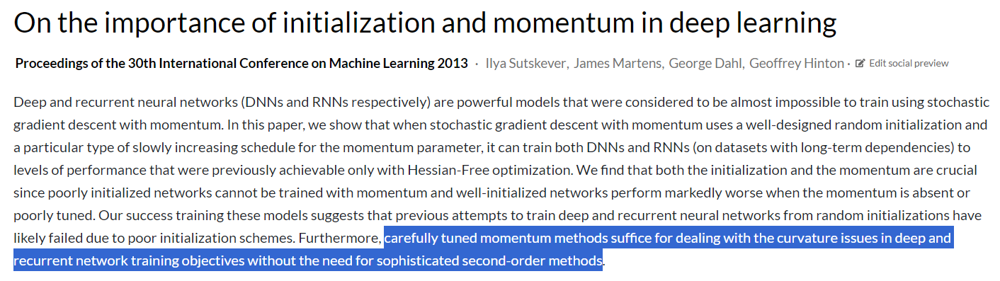 On the importance of initialization and momentum in deep learning
Proceedings of the 30th International Conference on Machine Learning 2013 · Ilya Sutskever, James Martens, George Dahl, Geoffrey Hinton · Edit social preview
Deep and recurrent neural networks (DNNs and RNNs respectively) are powerful models that were considered to be almost impossible to train using stochastic
gradient descent with momentum. In this paper, we show that when stochastic gradient descent with momentum uses a well-designed random initialization and
a particular type of slowly increasing schedule for the momentum parameter, it can train both DNNs and RNNs (on datasets with long-term dependencies) to
levels of performance that were previously achievable only with Hessian-Free optimization. We find that both the initialization and the momentum are crucial
since poorly initialized networks cannot be trained with momentum and well-initialized networks perform markedly worse when the momentum is absent or
poorly tuned. Our success training these models suggests that previous attempts to train deep and recurrent neural networks from random initializations have
likely failed due to poor initialization schemes. Furthermore, carefully tuned momentum methods suffice for dealing with the curvature issues in deep and
recurrent network training objectives without the need for sophisticated second-order methods.